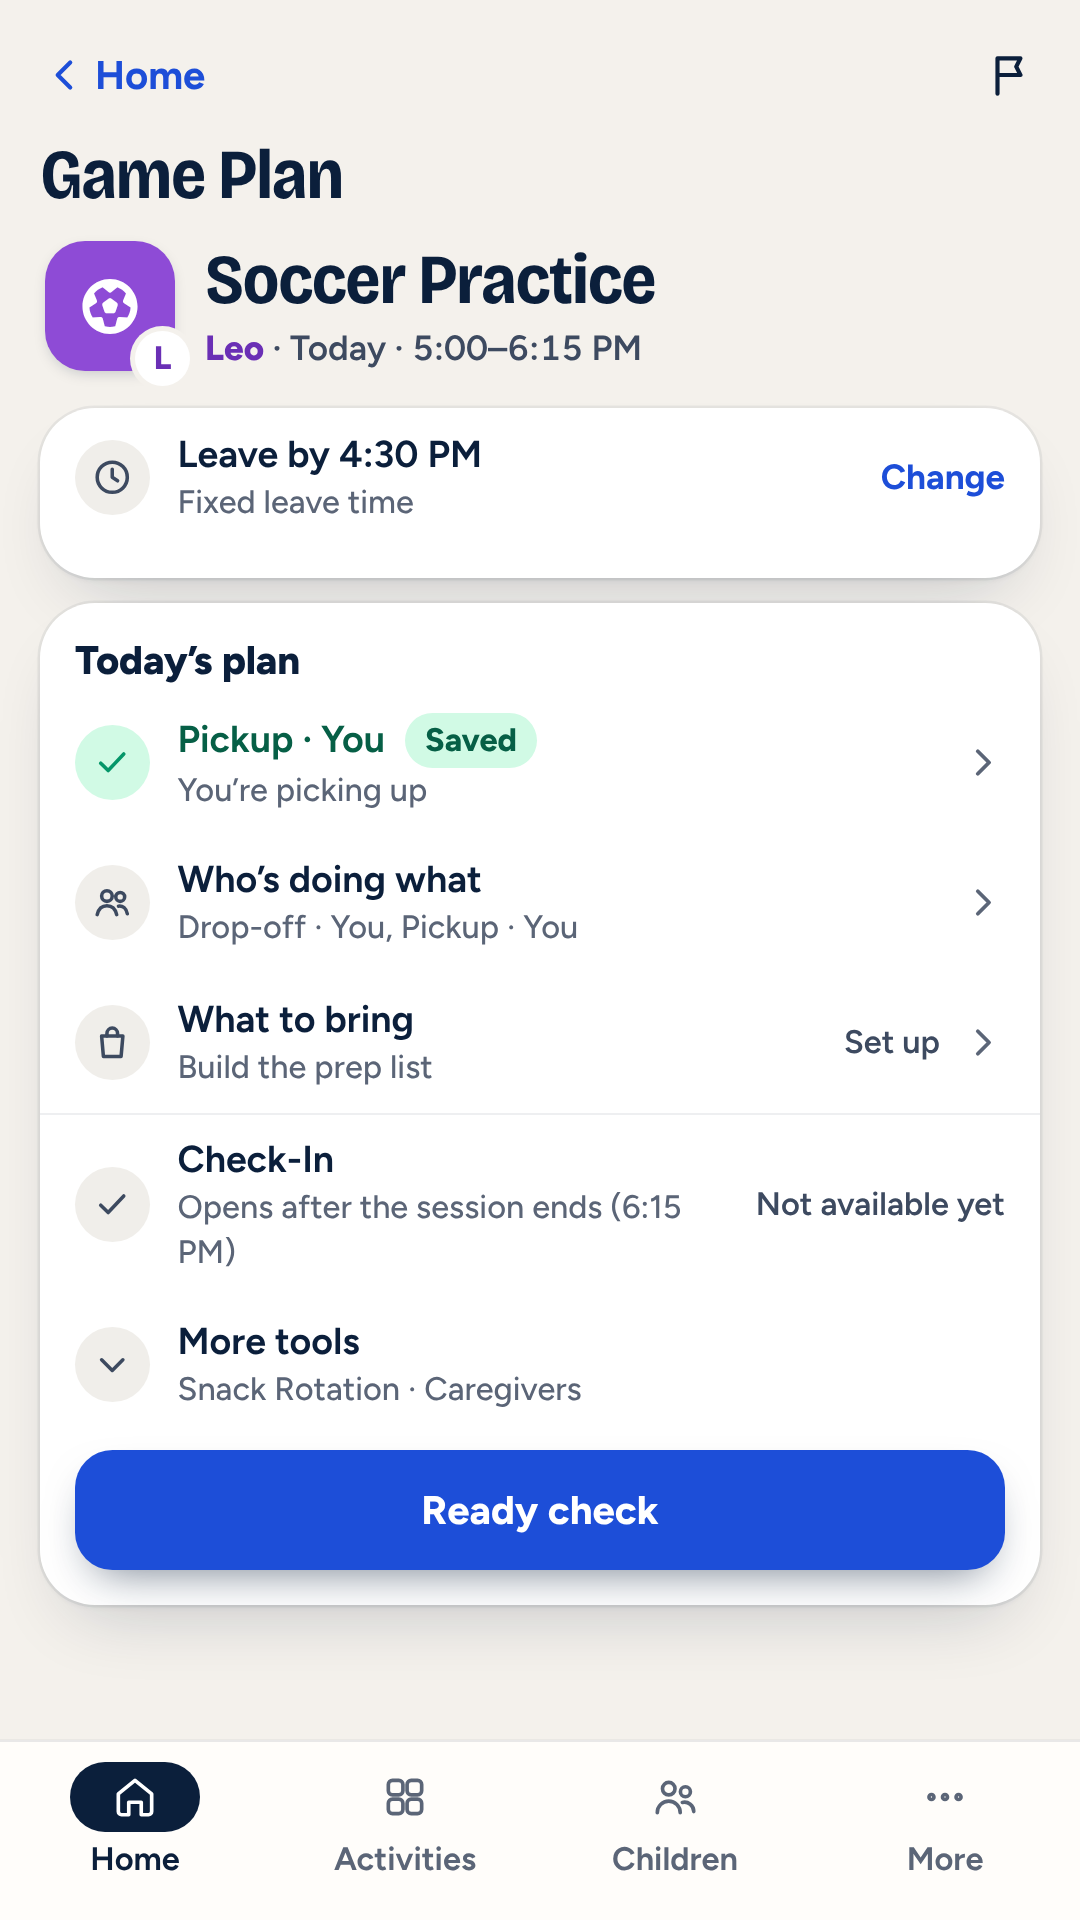 Home
Game Plan
Soccer Practice
L
Leo · Today · 5:00–6:15 PM
Leave by 4:30 PM
Fixed leave time
Change
Today’s plan
Pickup · You
Saved
You’re picking up
Who’s doing what
Drop-off · You, Pickup · You
What to bring
Build the prep list
Set up
Check-In
Opens after the session ends (6:15
PM)
Not available yet
More tools
Snack Rotation · Caregivers
Ready check
Home
Activities
Children
More